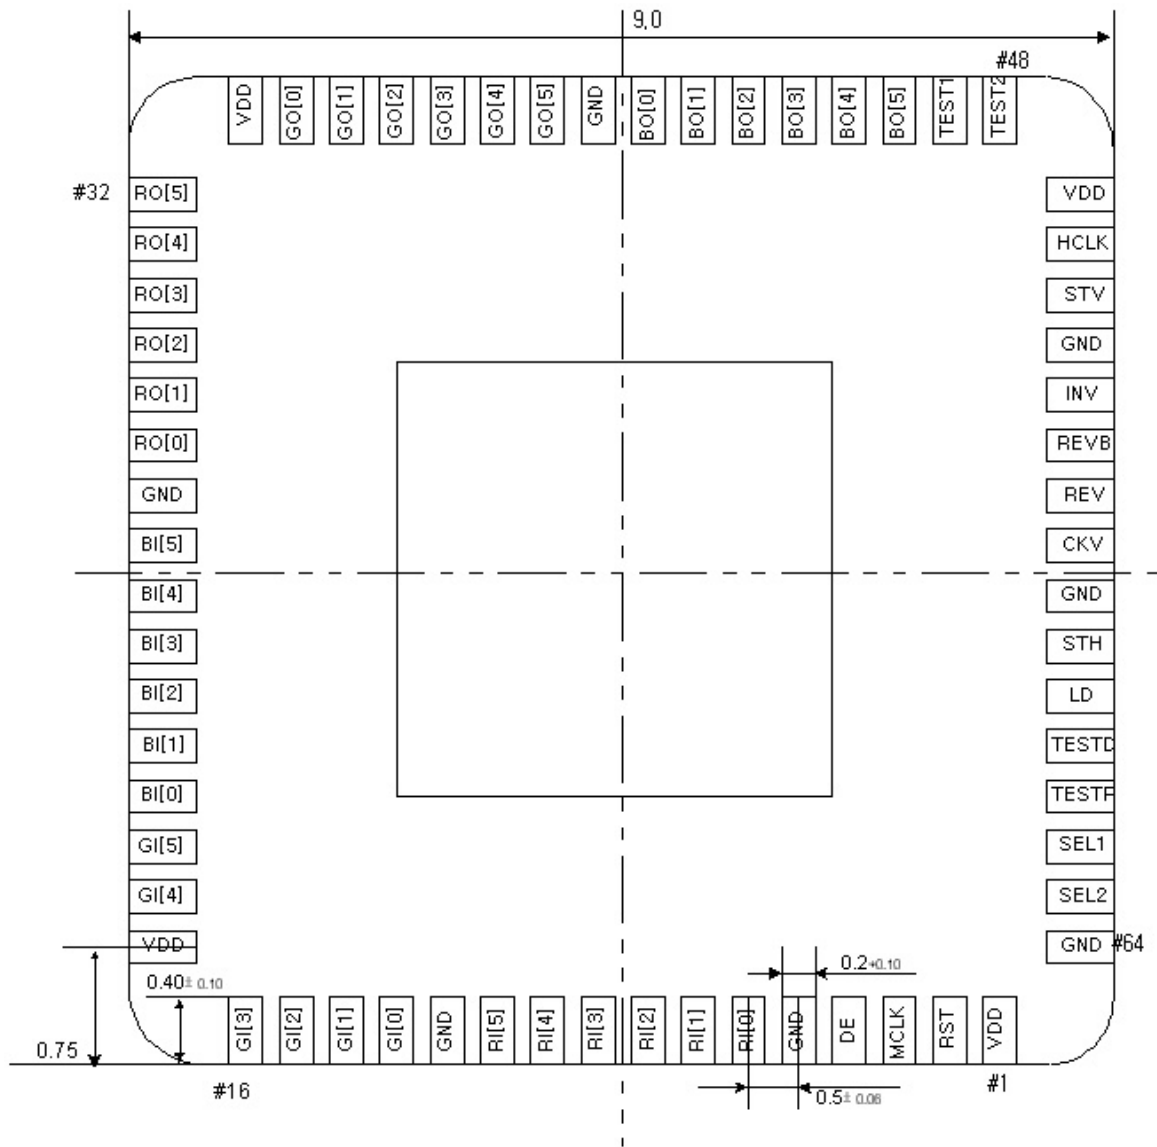 9,0
#48
VDD
GO[0]
GO[1]
GO[2]
GO[3]
GO[4]
GO[5]
GND
BO[0]
BO[1]
BO[2]
BO[3]
BO[4]
BO[5]
TEST1
TEST2
#32
RO[5]
RO[4]
RO[3]
RO[2]
RO[1]
RO[0]
GND
BI[5]
BI[4]
BI[3]
BI[2]
BI[1]
BI[0]
GI[5]
GI[4]
VDD
VDD
HCLK
STV
GND
INV
REVB
REV
CKV
GND
STH
LD
TESTD
TESTF
SEL1
SEL2
GND #64
0.40± 0.10
0.75
0.2+0.10
GI[3]
GI[2]
GI[1]
GI[0]
GND
RI[5]
RI[4]
RI[3]
RI[2]
RI[1]
RI[0]
GND
DE
MCLK
RST
VDD
#16
0.5± 0.06
#1